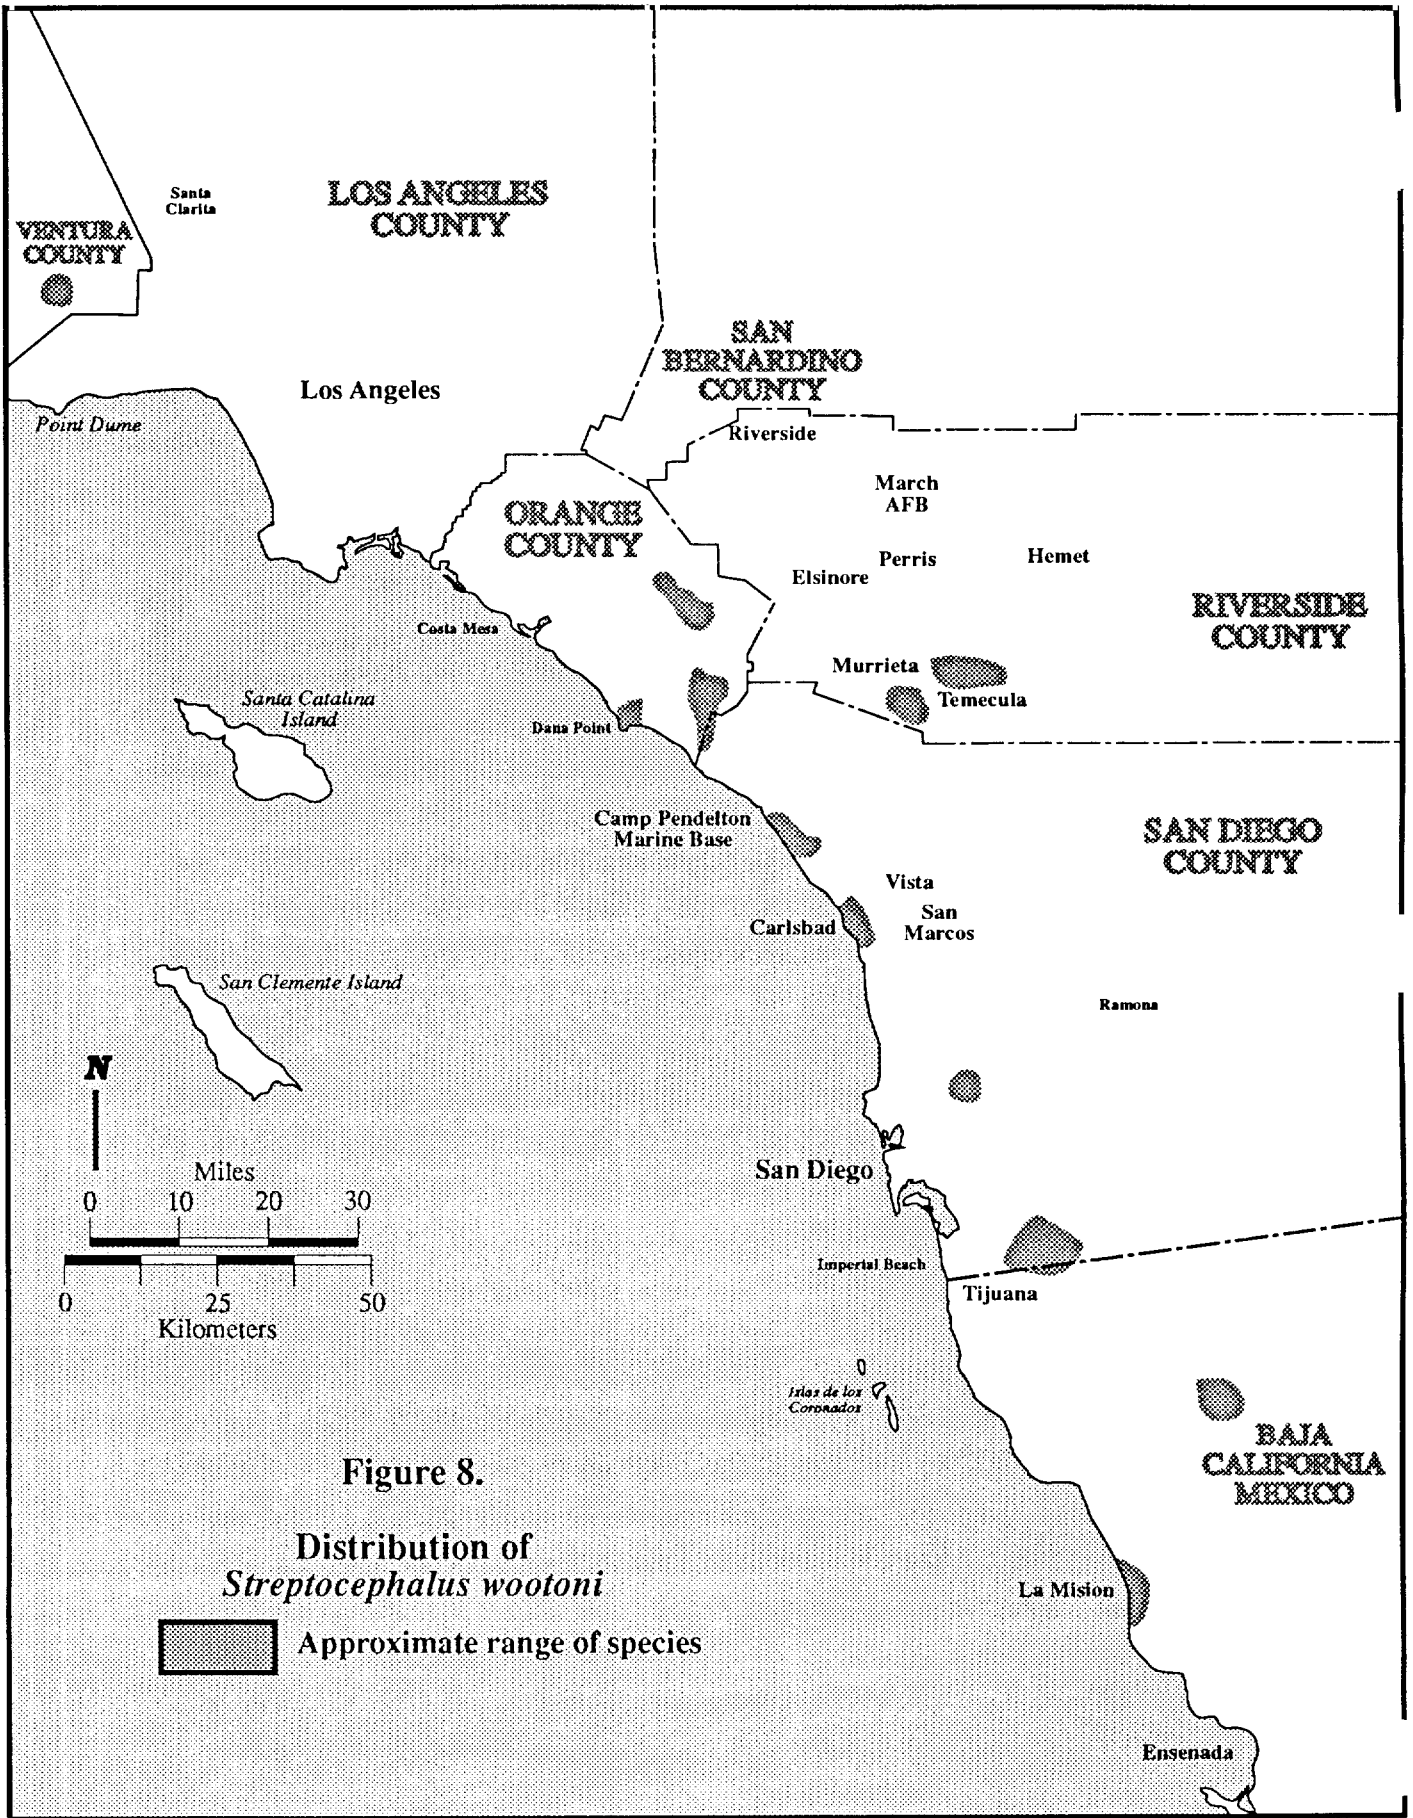 Santa
Clarita
LOS ANGELES
COUNTY
VENTURA
COUNTY
SAN
BERNARDINO
COUNTY
Los Angeles
Point Dume
Riverside
March
AFB
ORANGE
COUNTY
Perris
Hemet
Elsinore
RIVERSIDE
COUNTY
Costa Mesa
Murrieta
Temecula
Santa Catalina
Island
Dana Point
Camp Pendelton
Marine Base
SAN DIEGO
COUNTY
Vista
San
Marcos
Carlsbad
San Clemente Island
Ramona
N
Miles
0 10 20 30
0 25 50
Kilometers
San Diego
Imperial Beach
Tijuana
Islas de los
Coronados
BAJA
CALIFORNIA
MEXICO
Figure 8.
Distribution of
Streptocephalus wootoni
Approximate range of species
La Mision
Ensenada